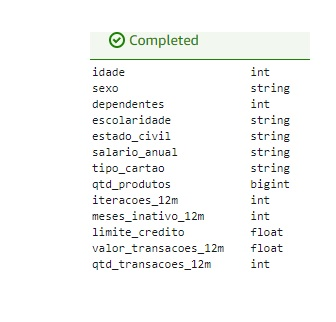 Completed
idade int
sexo string
dependentes int
escolaridade string
estado_civil string
salario_anual string
tipo_cartao string
qtd_produtos bigint
iteracoes_12m int
meses_inativo_12m int
limite_credito float
valor_transacoes_12m float
qtd_transacoes_12m int